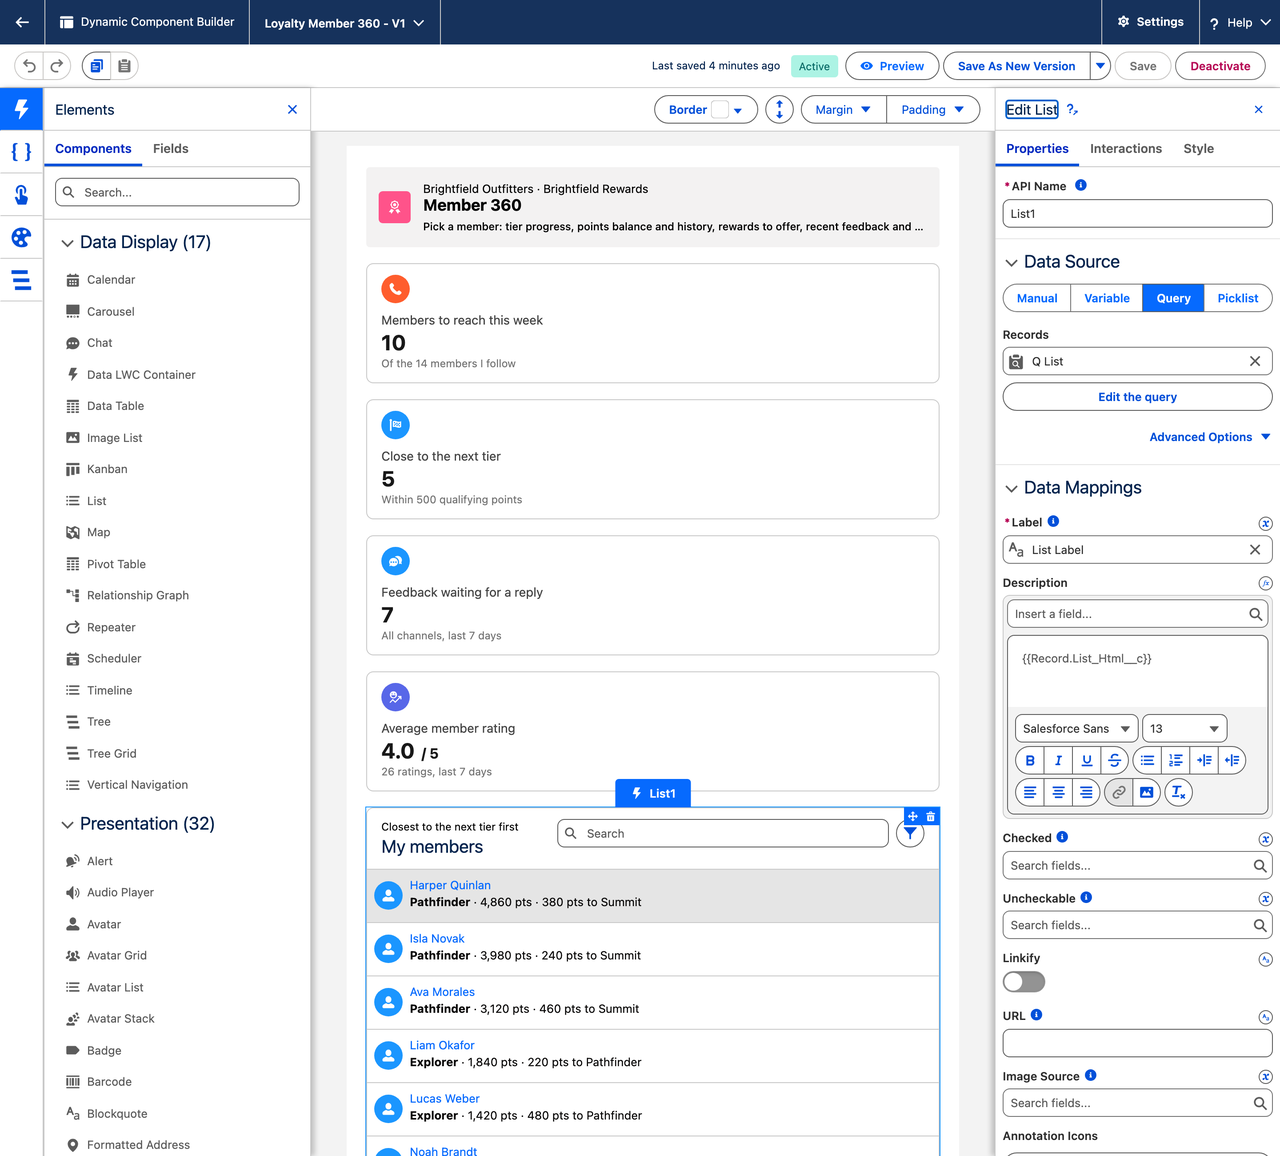 Dynamic Component Builder
Loyalty Member 360 - V1
Settings
Help
Last saved 4 minutes ago
Active
Preview
Save As New Version
Save
Deactivate
Elements
Components
Fields
Search...
Data Display (17)
Calendar
Carousel
Chat
Data LWC Container
Data Table
Image List
Kanban
List
Map
Pivot Table
Relationship Graph
Repeater
Scheduler
Timeline
Tree
Tree Grid
Vertical Navigation
Presentation (32)
Alert
Audio Player
Avatar
Avatar Grid
Avatar List
Avatar Stack
Badge
Barcode
Blockquote
Formatted Address
Border
Margin
Padding
Brightfield Outfitters · Brightfield Rewards
Member 360
Pick a member: tier progress, points balance and history, rewards to offer, recent feedback and ...
Members to reach this week
10
Of the 14 members I follow
Close to the next tier
5
Within 500 qualifying points
Feedback waiting for a reply
7
All channels, last 7 days
Average member rating
4.0 / 5
26 ratings, last 7 days
List1
Closest to the next tier first
My members
Search
Harper Quinlan
Pathfinder · 4,860 pts · 380 pts to Summit
Isla Novak
Pathfinder · 3,980 pts · 240 pts to Summit
Ava Morales
Pathfinder · 3,120 pts · 460 pts to Summit
Liam Okafor
Explorer · 1,840 pts · 220 pts to Pathfinder
Lucas Weber
Explorer · 1,420 pts · 480 pts to Pathfinder
Noah Brandt
Edit List
Properties
Interactions
Style
* API Name
List1
Data Source
Manual
Variable
Query
Picklist
Records
Q List
Edit the query
Advanced Options
Data Mappings
* Label
List Label
Description
Insert a field...
{{Record.List_Html__c}}
Salesforce Sans
13
Checked
Search fields...
Uncheckable
Search fields...
Linkify
URL
Image Source
Search fields...
Annotation Icons